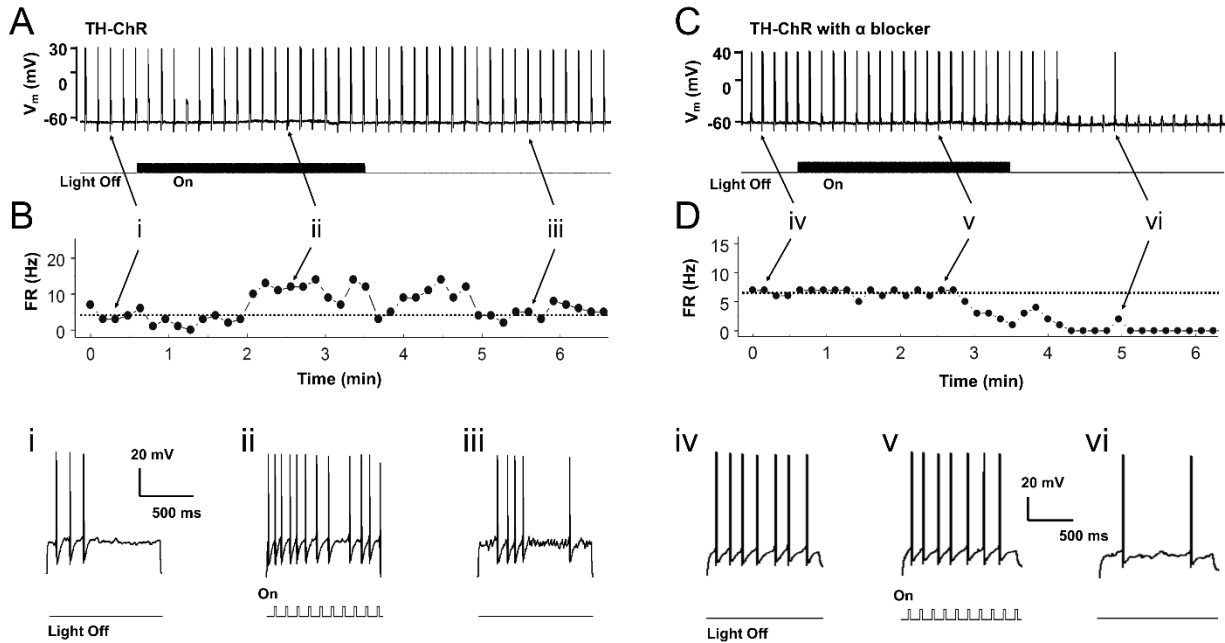 A TH-ChR
30
0
-60
Vm (mV)
Light Off On
i ii iii
B
20
10
0
FR (Hz)
0 1 2 3 4 5 6
Time (min)
i ii iii
20 mV
500 ms
On
Light Off
C TH-ChR with α blocker
40
0
-60
Vm (mV)
Light Off On
iv v vi
D
15
10
5
0
FR (Hz)
0 1 2 3 4 5 6
Time (min)
iv v vi
20 mV
500 ms
On
Light Off